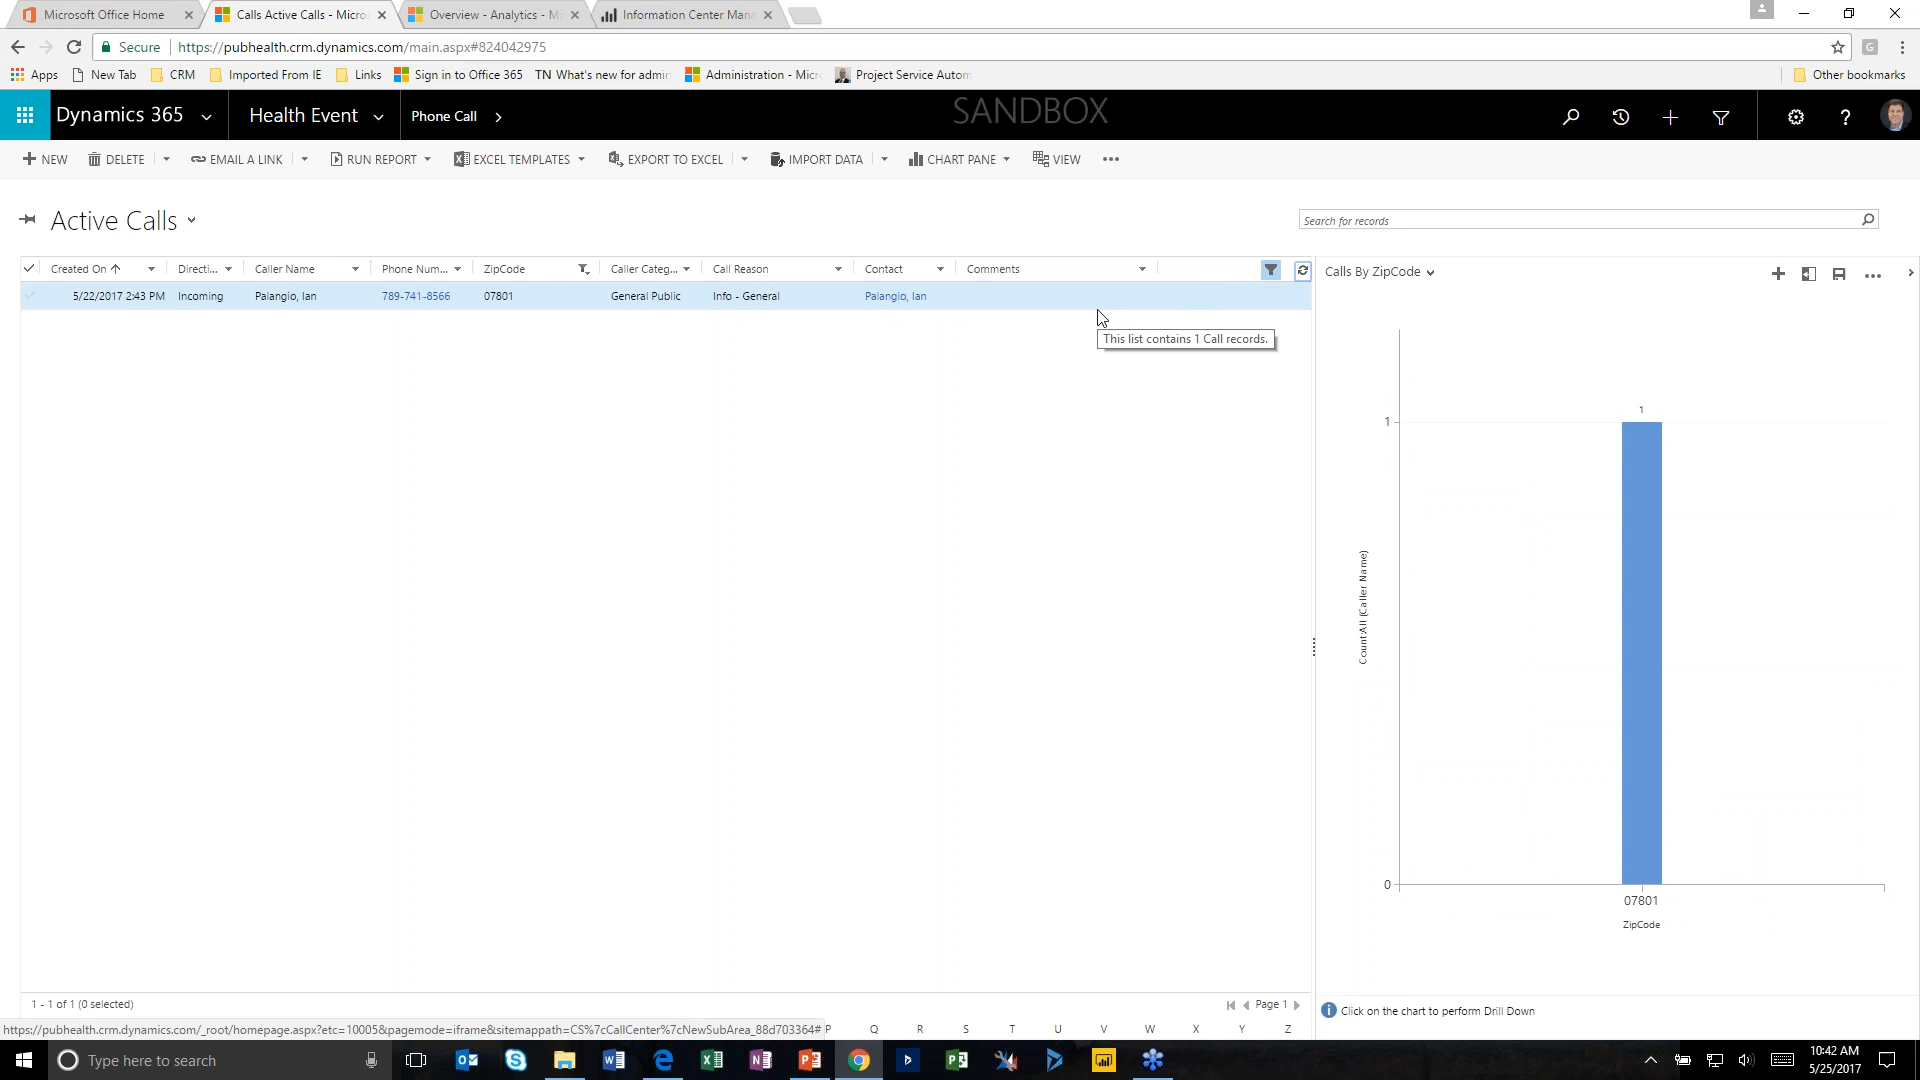 Microsoft Office Home
Calls Active Calls - Micro
Overview - Analytics - M
Information Center Man
Secure
https://pubhealth.crm.dynamics.com/main.aspx#824042975
Apps
New Tab
CRM
Imported From IE
Links
Sign in to Office 365
TN What's new for admin
Administration - Micr
Project Service Autom
Other bookmarks
Dynamics 365
Health Event
Phone Call
SANDBOX
NEW
DELETE
EMAIL A LINK
RUN REPORT
EXCEL TEMPLATES
EXPORT TO EXCEL
IMPORT DATA
CHART PANE
VIEW
Active Calls
Search for records
Created On
Directi...
Caller Name
Phone Num...
ZipCode
Caller Categ...
Call Reason
Contact
Comments
5/22/2017 2:43 PM
Incoming
Palangio, Ian
789-741-8566
07801
General Public
Info - General
Palangio, Ian
This list contains 1 Call records.
Calls By ZipCode
1
1
Count:All (Caller Name)
0
07801
ZipCode
1 - 1 of 1 (0 selected)
Page 1
Click on the chart to perform Drill Down
https://pubhealth.crm.dynamics.com/_root/homepage.aspx?etc=10005&pagemode=iframe&sitemappath=CS%7cCallCenter%7cNewSubArea_88d703364#
P Q R S T U V W X Y Z
Type here to search
10:42 AM
5/25/2017